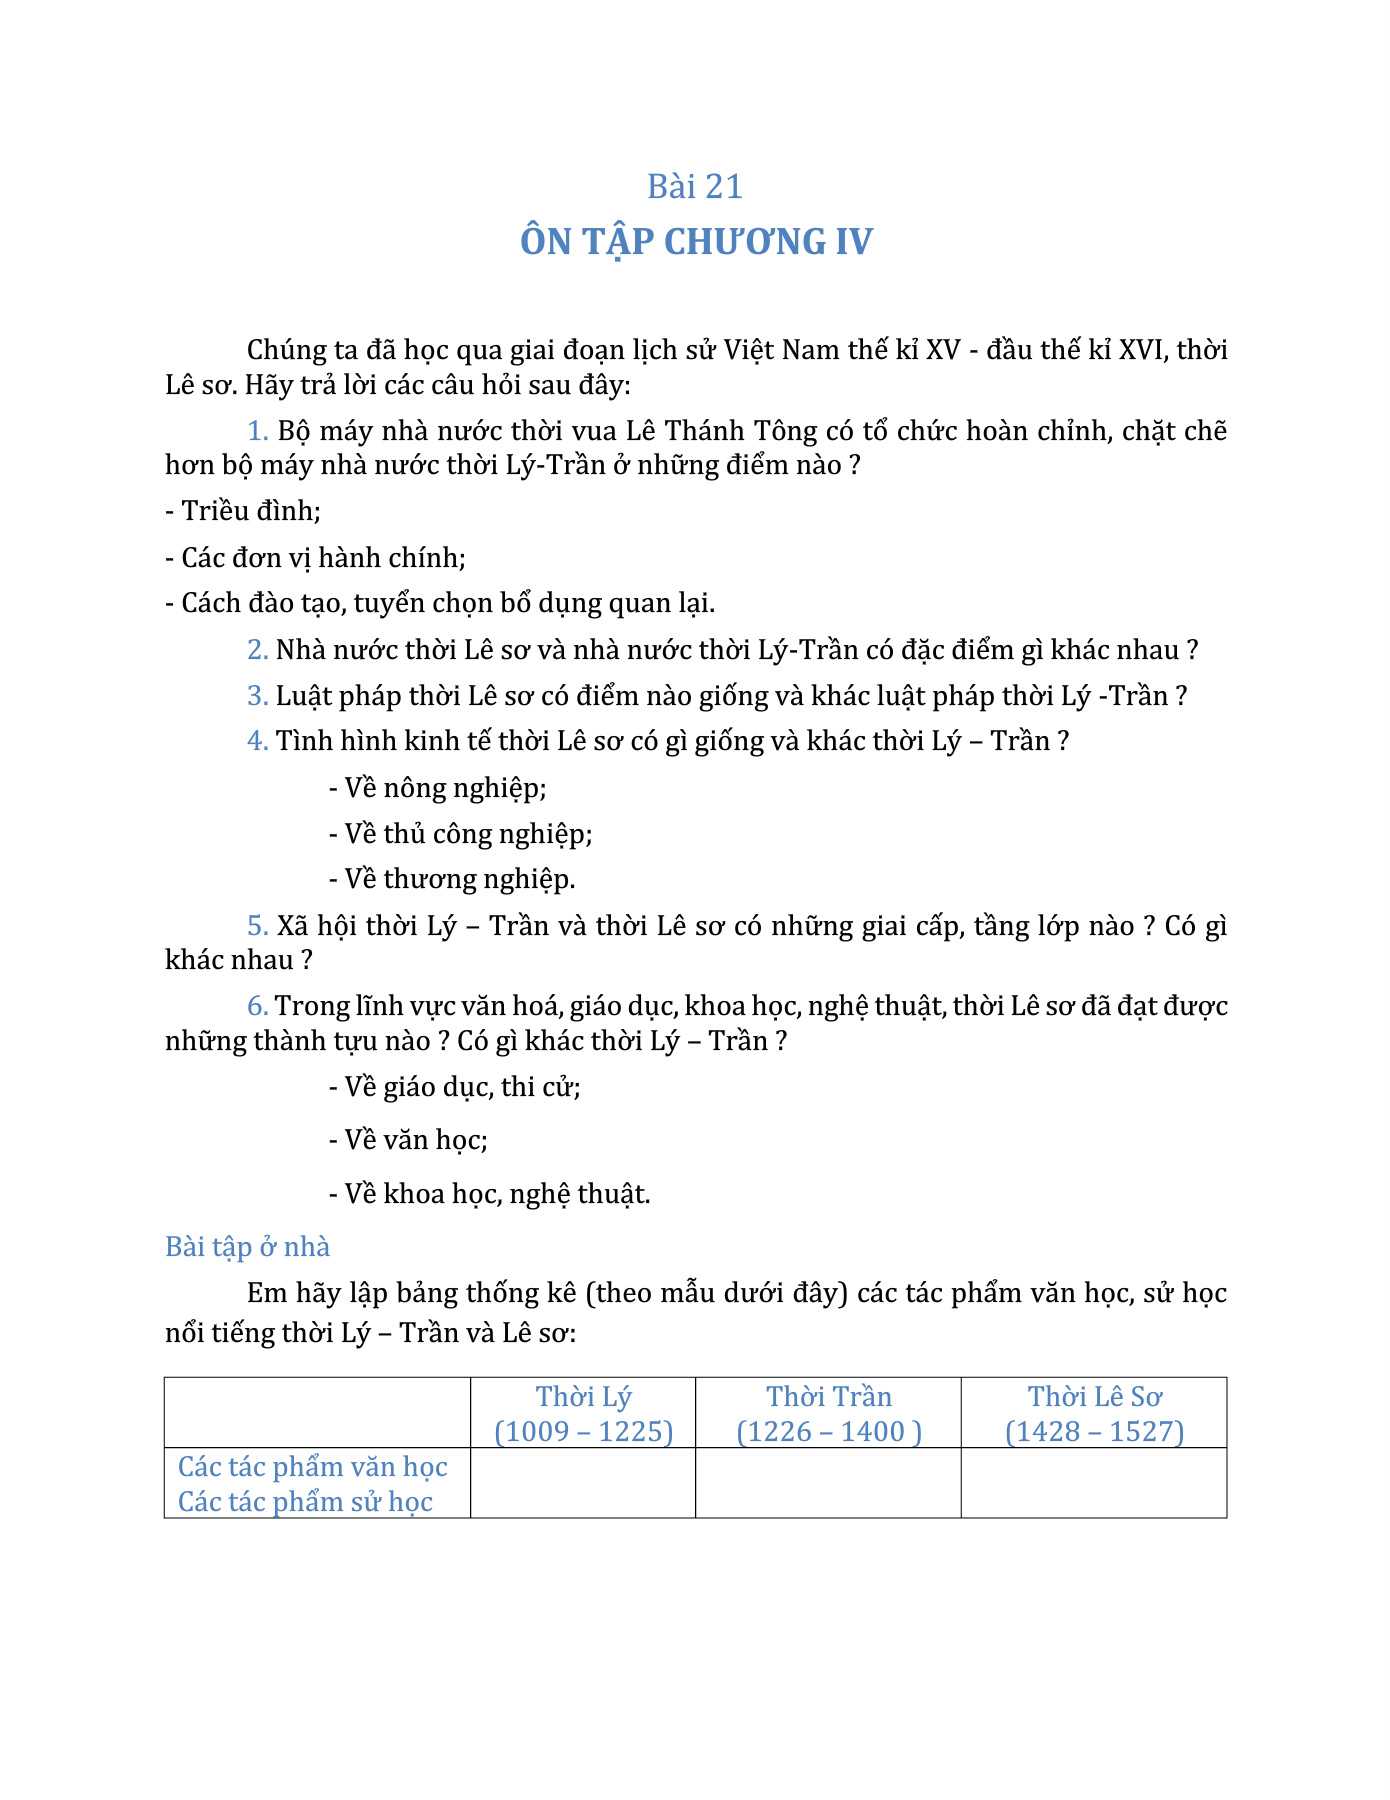 Bài 21
ÔN TẬP CHƯƠNG IV
Chúng ta đã học qua giai đoạn lịch sử Việt Nam thế kỉ XV - đầu thế kỉ XVI, thời
Lê sơ. Hãy trả lời các câu hỏi sau đây:
1. Bộ máy nhà nước thời vua Lê Thánh Tông có tổ chức hoàn chỉnh, chặt chẽ
hơn bộ máy nhà nước thời Lý-Trần ở những điểm nào ?
- Triều đình;
- Các đơn vị hành chính;
- Cách đào tạo, tuyển chọn bổ dụng quan lại.
2. Nhà nước thời Lê sơ và nhà nước thời Lý-Trần có đặc điểm gì khác nhau ?
3. Luật pháp thời Lê sơ có điểm nào giống và khác luật pháp thời Lý -Trần ?
4. Tình hình kinh tế thời Lê sơ có gì giống và khác thời Lý – Trần ?
- Về nông nghiệp;
- Về thủ công nghiệp;
- Về thương nghiệp.
5. Xã hội thời Lý – Trần và thời Lê sơ có những giai cấp, tầng lớp nào ? Có gì
khác nhau ?
6. Trong lĩnh vực văn hoá, giáo dục, khoa học, nghệ thuật, thời Lê sơ đã đạt được
những thành tựu nào ? Có gì khác thời Lý – Trần ?
- Về giáo dục, thi cử;
- Về văn học;
- Về khoa học, nghệ thuật.
Bài tập ở nhà
Em hãy lập bảng thống kê (theo mẫu dưới đây) các tác phẩm văn học, sử học
nổi tiếng thời Lý – Trần và Lê sơ:
Thời Lý Thời Trần Thời Lê Sơ
(1009 – 1225) (1226 – 1400 ) (1428 – 1527)
Các tác phẩm văn học
Các tác phẩm sử học